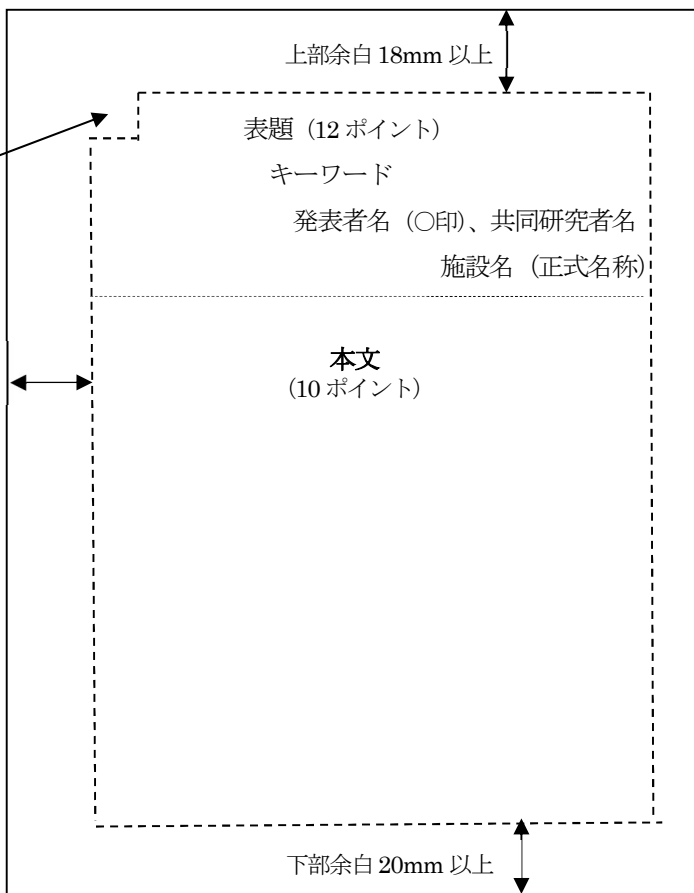 上部余白 18mm 以上
表題（12 ポイント）
キーワード
発表者名（○印）、共同研究者名
施設名（正式名称）
本文
（10 ポイント）
下部余白 20mm 以上